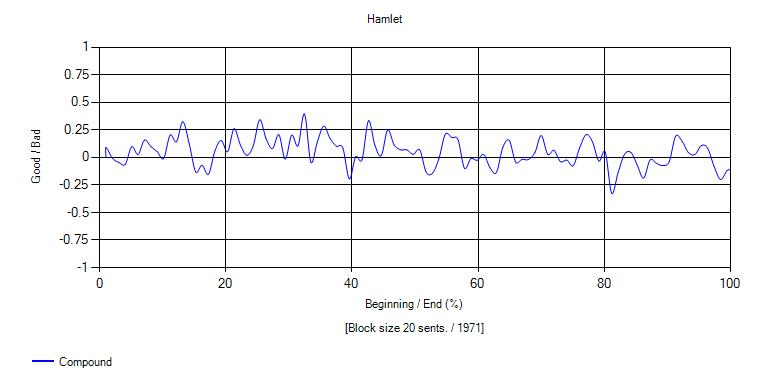 Hamlet
1
0.75
0.5
0.25
0
-0.25
-0.5
-0.75
-1
Good / Bad
0 20 40 60 80 100
Beginning / End (%)
[Block size 20 sents. / 1971]
Compound